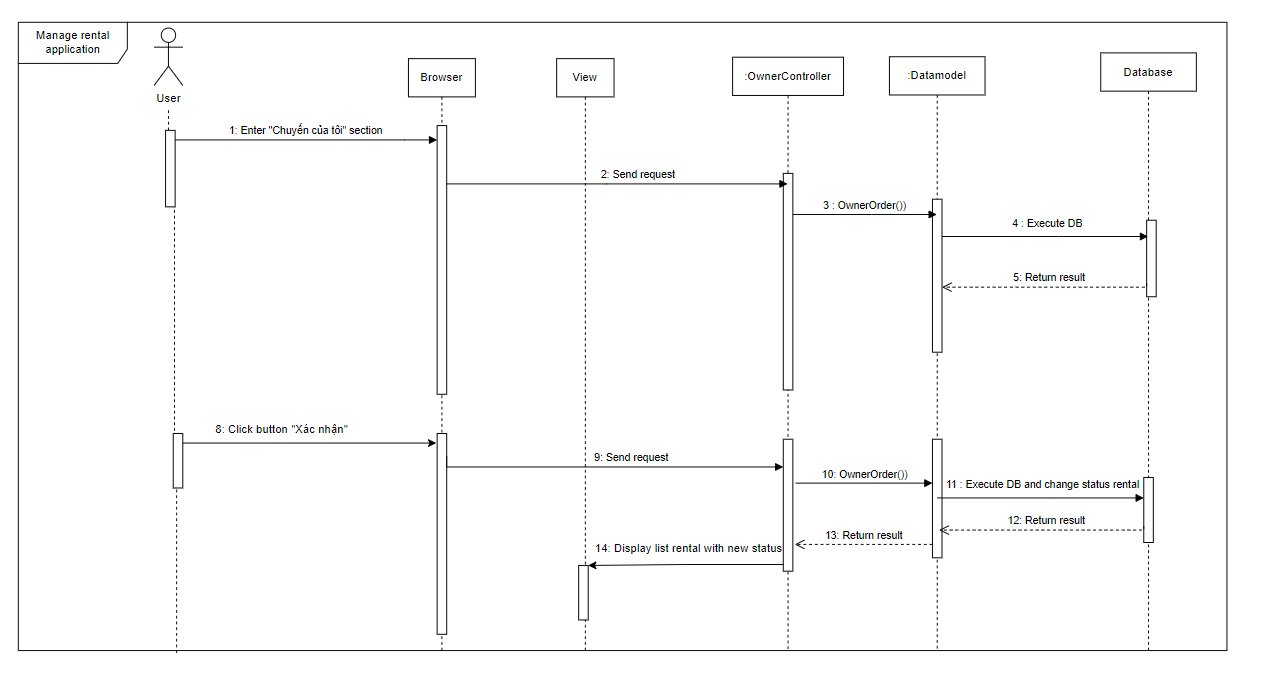 Manage rental
application
User
Browser
View
:OwnerController
:Datamodel
Database
1: Enter "Chuyến của tôi" section
2: Send request
3 : OwnerOrder())
4 : Execute DB
5: Return result
8: Click button "Xác nhận"
9: Send request
10: OwnerOrder())
11 : Execute DB and change status rental
12: Return result
13: Return result
14: Display list rental with new status